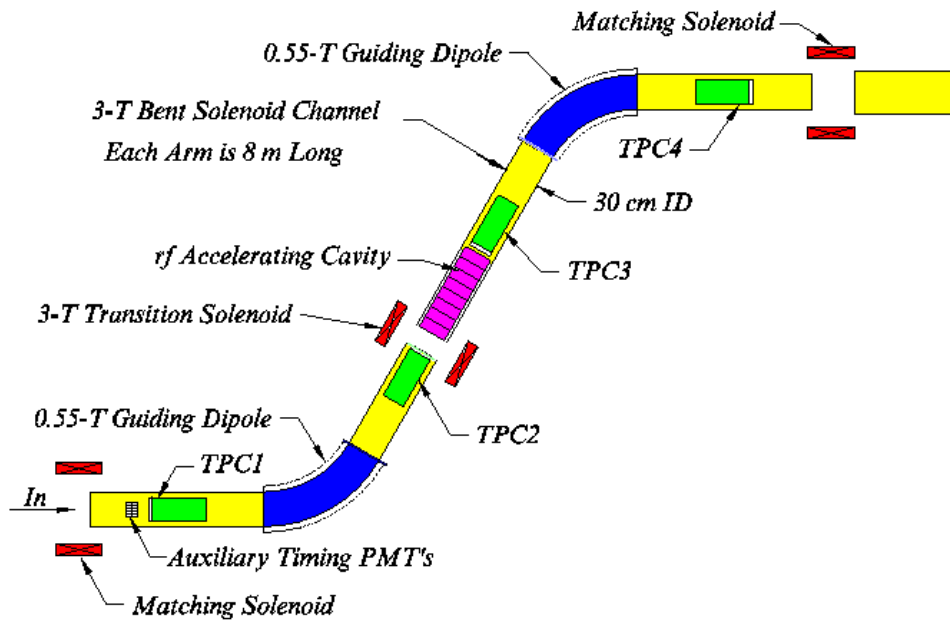 Matching Solenoid
0.55-T Guiding Dipole
3-T Bent Solenoid Channel
Each Arm is 8 m Long
TPC4
30 cm ID
rf Accelerating Cavity
TPC3
3-T Transition Solenoid
0.55-T Guiding Dipole
TPC2
TPC1
In
Auxiliary Timing PMT's
Matching Solenoid